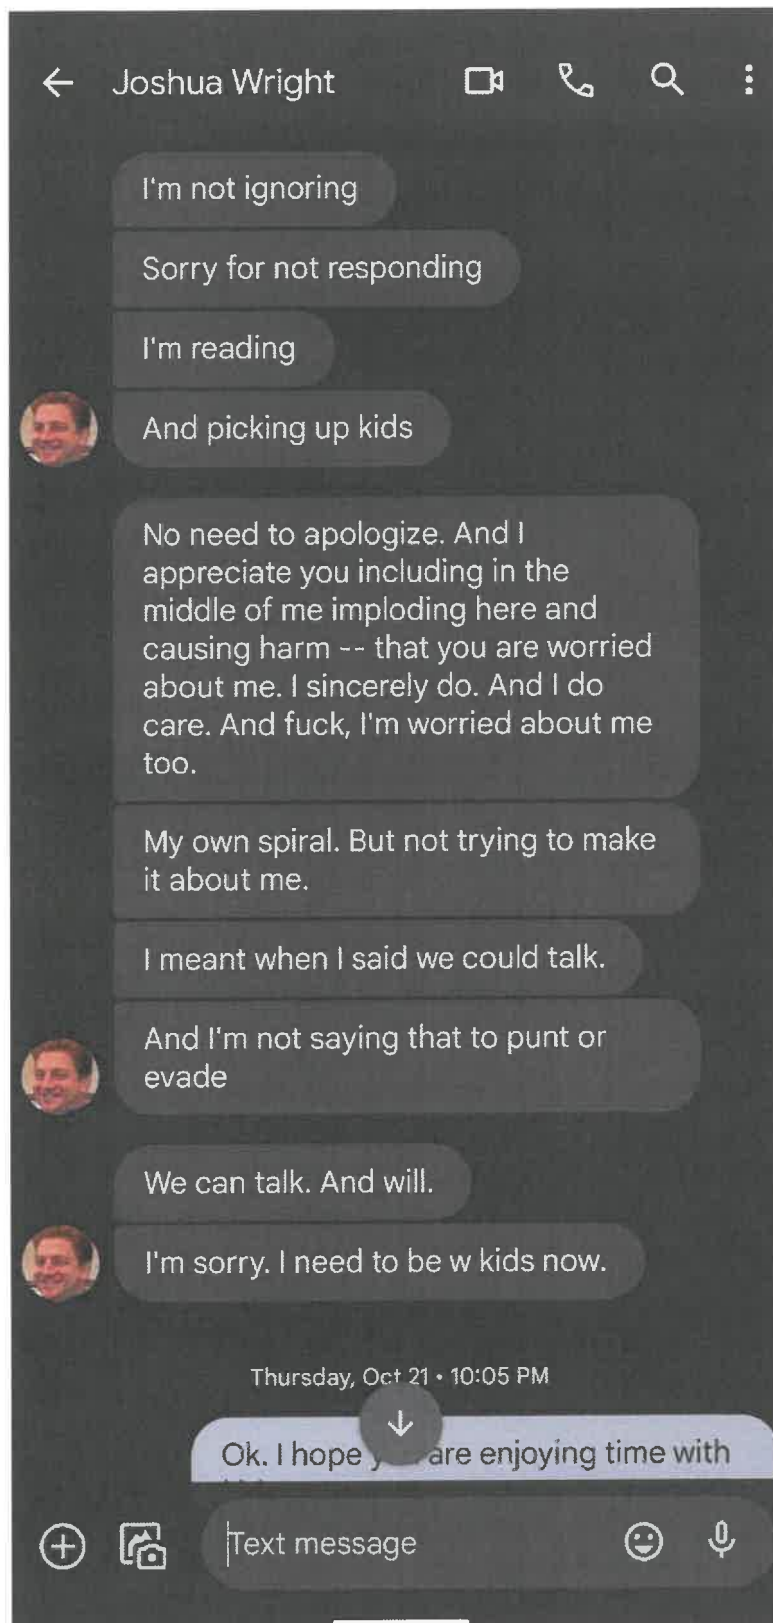 Joshua Wright
I'm not ignoring
Sorry for not responding
I'm reading
And picking up kids
No need to apologize. And I
appreciate you including in the
middle of me imploding here and
causing harm -- that you are worried
about me. I sincerely do. And I do
care. And fuck, I'm worried about me
too.
My own spiral. But not trying to make
it about me.
I meant when I said we could talk.
And I'm not saying that to punt or
evade
We can talk. And will.
I'm sorry. I need to be w kids now.
Thursday, Oct 21 • 10:05 PM
Ok. I hope are enjoying time with
Text message